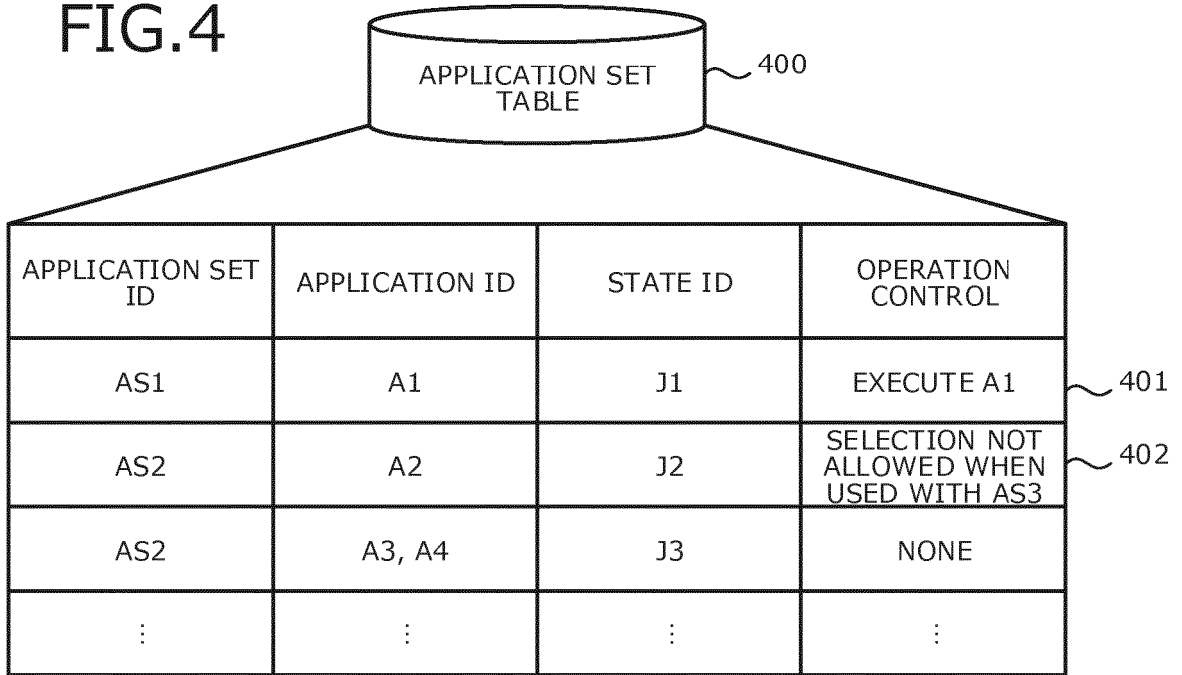 FIG.4
APPLICATION SET
TABLE
400
APPLICATION SET
ID
APPLICATION ID
STATE ID
OPERATION
CONTROL
AS1
A1
J1
EXECUTE A1
401
AS2
A2
J2
SELECTION NOT
ALLOWED WHEN
USED WITH AS3
402
AS2
A3, A4
J3
NONE
⋮
⋮
⋮
⋮